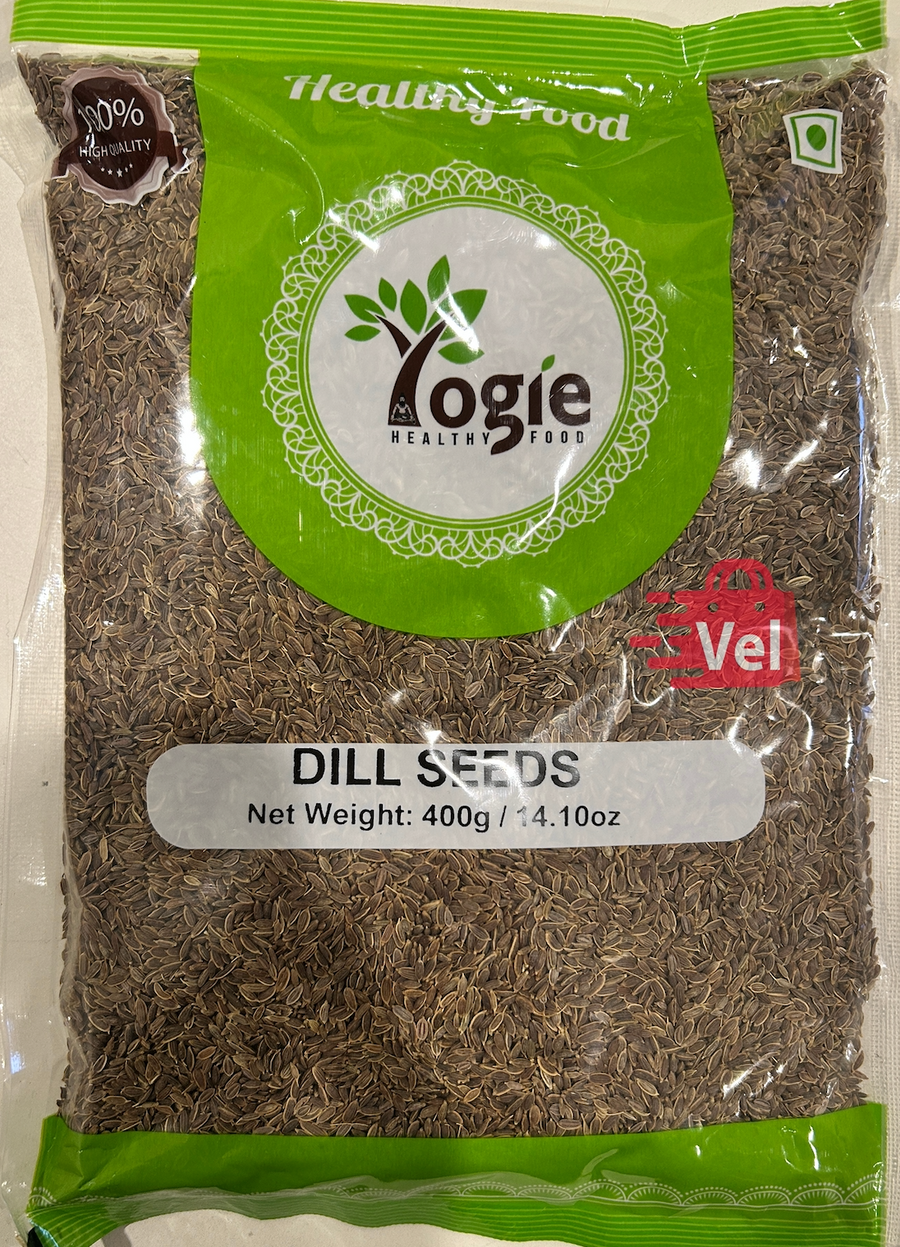 Healthy Food
100%
HIGH QUALITY
Yogie
HEALTHY FOOD
Vel
DILL SEEDS
Net Weight: 400g / 14.10oz